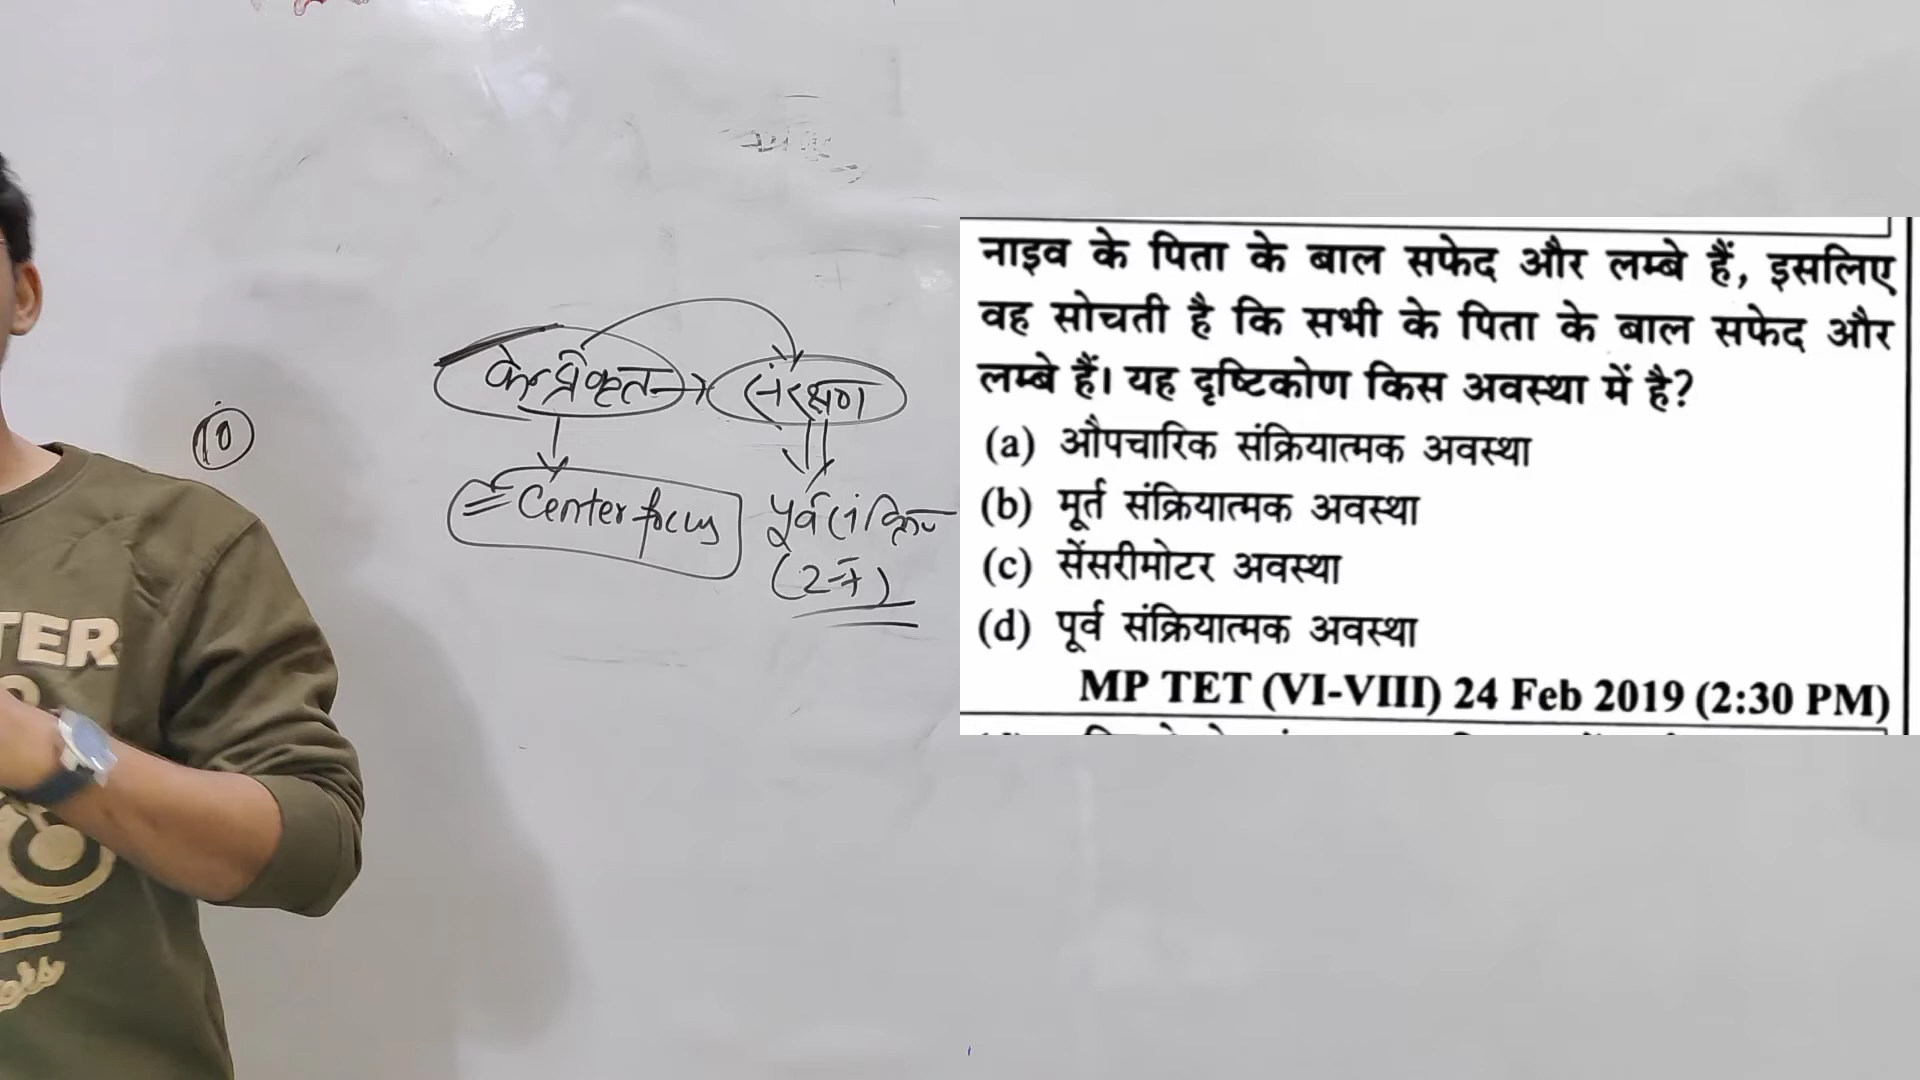 केन्द्रीकृत → संरक्षण
10
= Center focus
पूर्व संक्रि
(2-7)
नाइव के पिता के बाल सफेद और लम्बे हैं, इसलिए
वह सोचती है कि सभी के पिता के बाल सफेद और
लम्बे हैं। यह दृष्टिकोण किस अवस्था में है?
(a) औपचारिक संक्रियात्मक अवस्था
(b) मूर्त संक्रियात्मक अवस्था
(c) सेंसरीमोटर अवस्था
(d) पूर्व संक्रियात्मक अवस्था
MP TET (VI-VIII) 24 Feb 2019 (2:30 PM)
TER